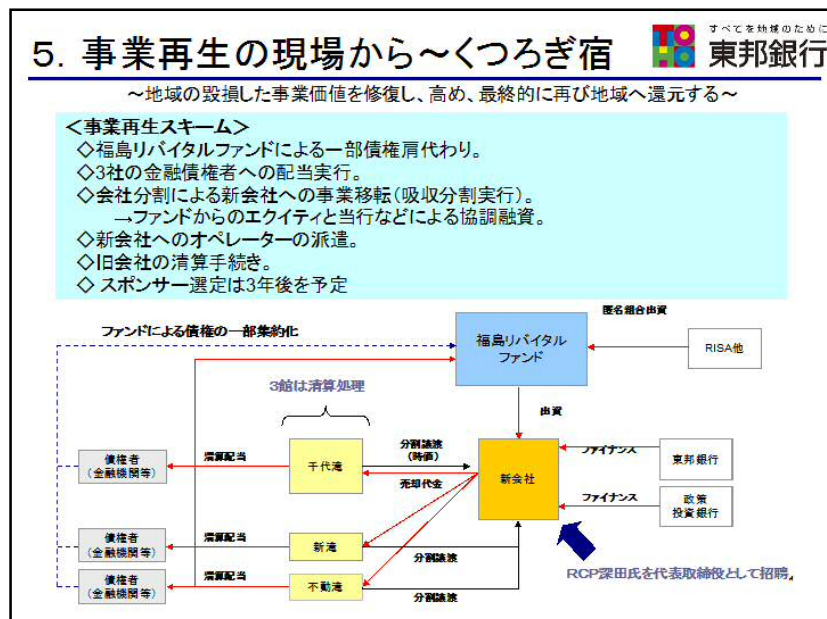 5. 事業再生の現場から～くつろぎ宿
TOHO
すべてを地域のために
東邦銀行
～地域の毀損した事業価値を修復し、高め、最終的に再び地域へ還元する～
＜事業再生スキーム＞
◇福島リバイタルファンドによる一部債権肩代わり。
◇3社の金融債権者への配当実行。
◇会社分割による新会社への事業移転(吸収分割実行)。
→ファンドからのエクイティと当行などによる協調融資。
◇新会社へのオペレーターの派遣。
◇旧会社の清算手続き。
◇ スポンサー選定は3年後を予定
匿名組合出資
ファンドによる債権の一部集約化
福島リバイタル
ファンド
RISA他
3館は清算処理
出資
債権者
(金融機関等)
清算配当
千代滝
分割譲渡
(時価)
売却代金
新会社
ファイナンス
東邦銀行
ファイナンス
政策
投資銀行
債権者
(金融機関等)
清算配当
新滝
分割譲渡
債権者
(金融機関等)
清算配当
不動滝
分割譲渡
RCP深田氏を代表取締役として招聘。